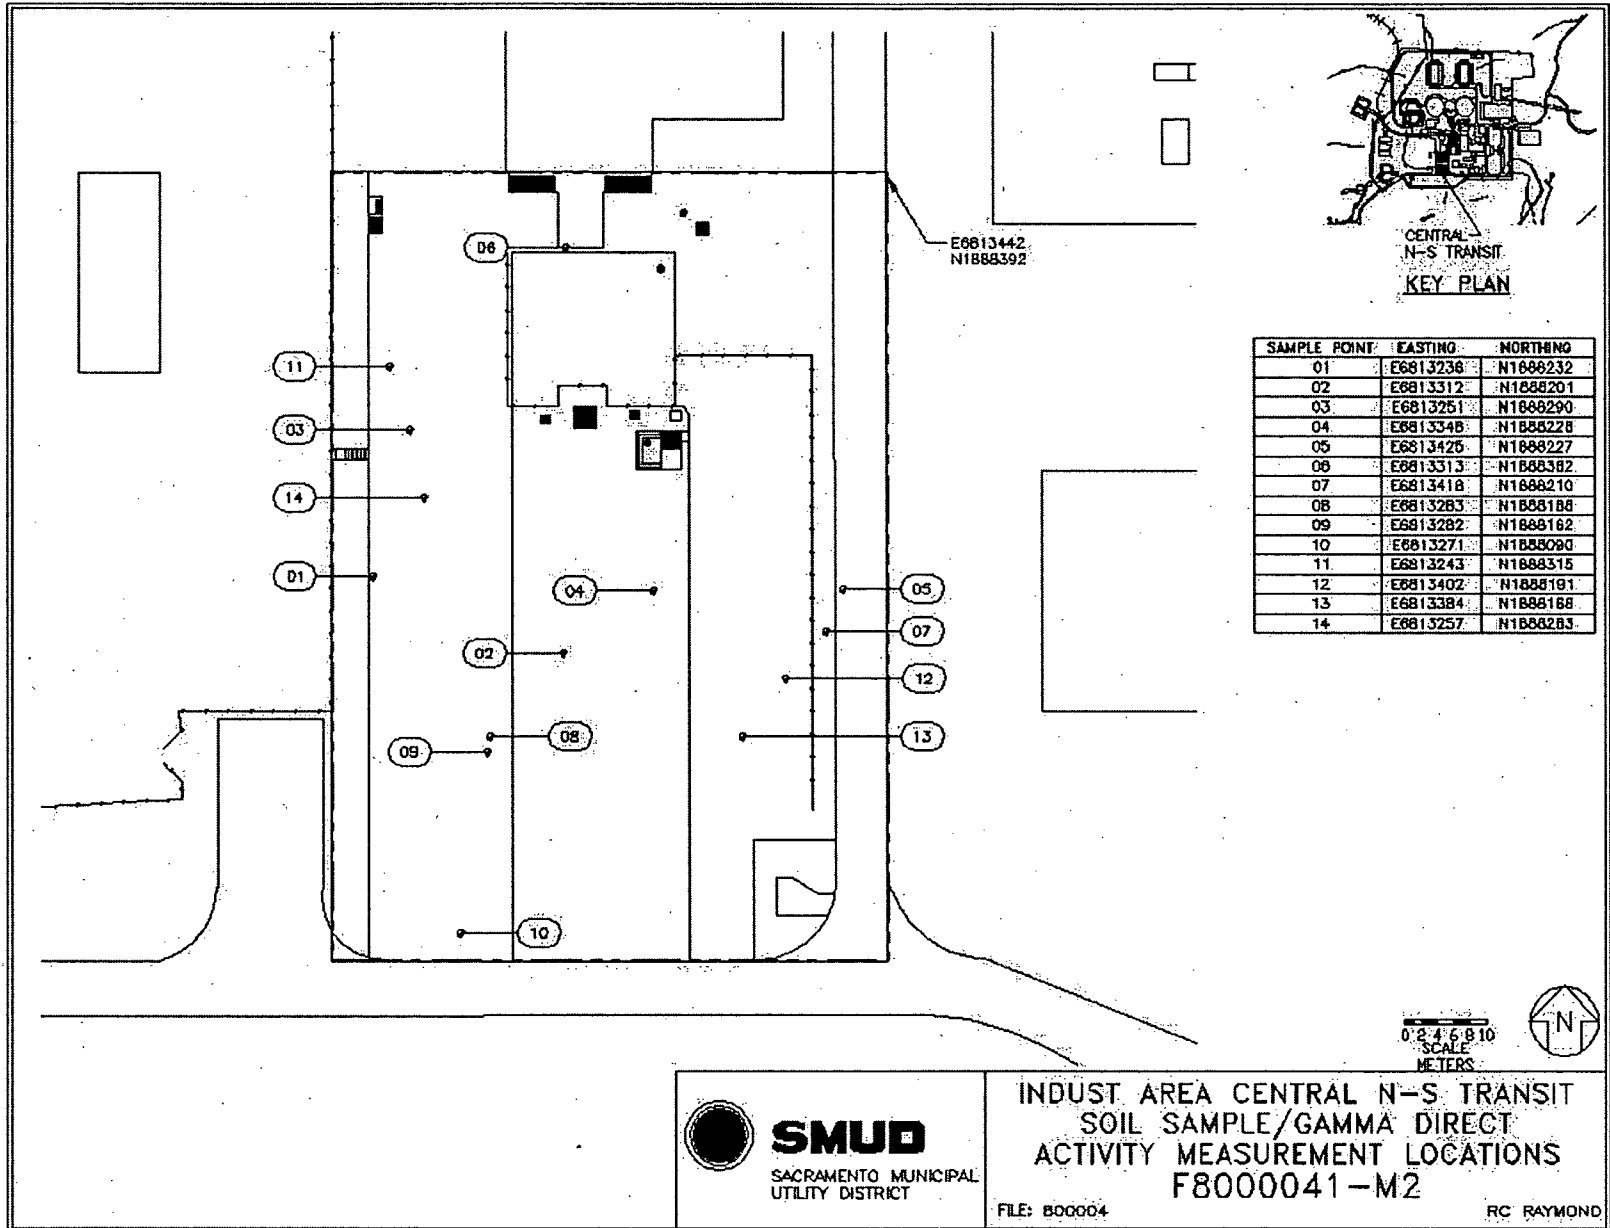 06
E6813442
N1888392
11
03
14
01
04
05
07
02
12
08
13
09
10
CENTRAL
N-S TRANSIT
KEY PLAN
SAMPLE POINT EASTING NORTHING
01 E6813238 N1888232
02 E6813312 N1888201
03 E6813251 N1888290
04 E6813348 N1888228
05 E6813425 N1888227
06 E6813313 N1888362
07 E6813418 N1888210
08 E6813283 N1888168
09 E6813282 N1888162
10 E6813271 N1888090
11 E6813243 N1888315
12 E6813402 N1888191
13 E6813384 N1888168
14 E6813257 N1888263
0 2 4 6 8 10
SCALE
METERS
N
SMUD
SACRAMENTO MUNICIPAL
UTILITY DISTRICT
INDUST AREA CENTRAL N-S TRANSIT
SOIL SAMPLE/GAMMA DIRECT
ACTIVITY MEASUREMENT LOCATIONS
F8000041-M2
FILE: 800004
RC RAYMOND